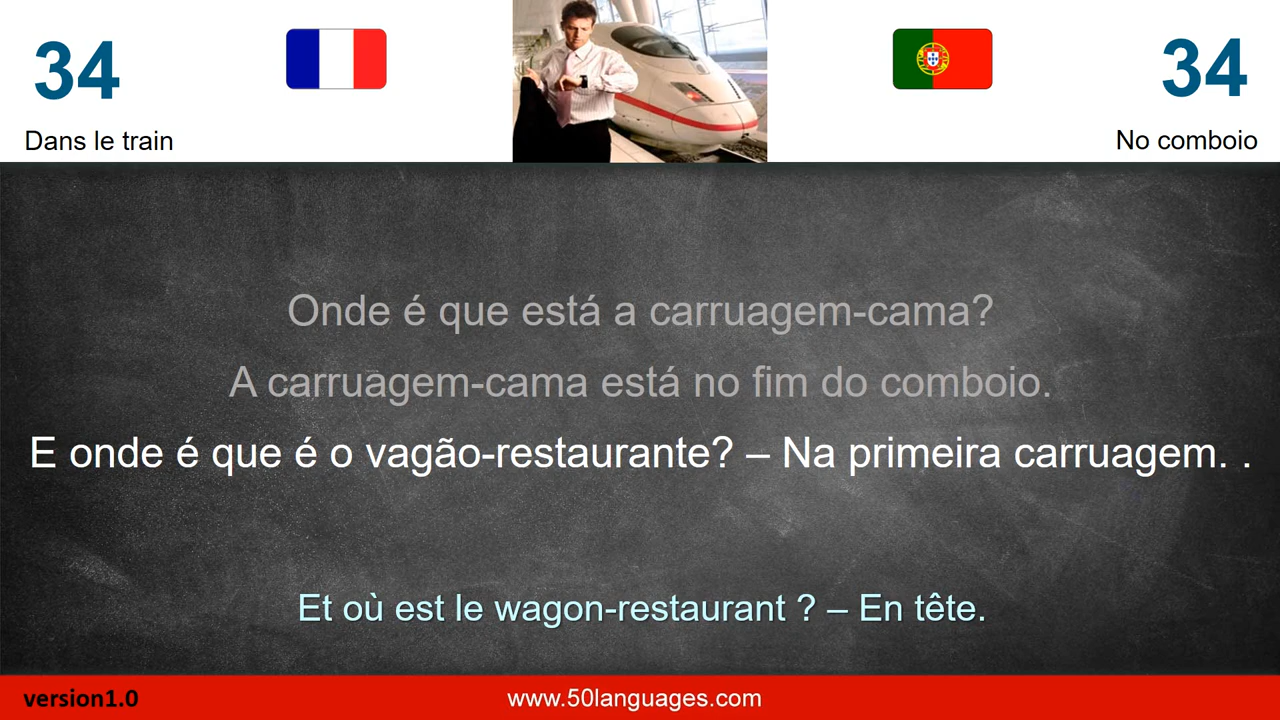 34
34
Dans le train
No comboio
Onde é que está a carruagem-cama?
A carruagem-cama está no fim do comboio.
E onde é que é o vagão-restaurante? – Na primeira carruagem. .
Et où est le wagon-restaurant ? – En tête.
version1.0
www.50languages.com